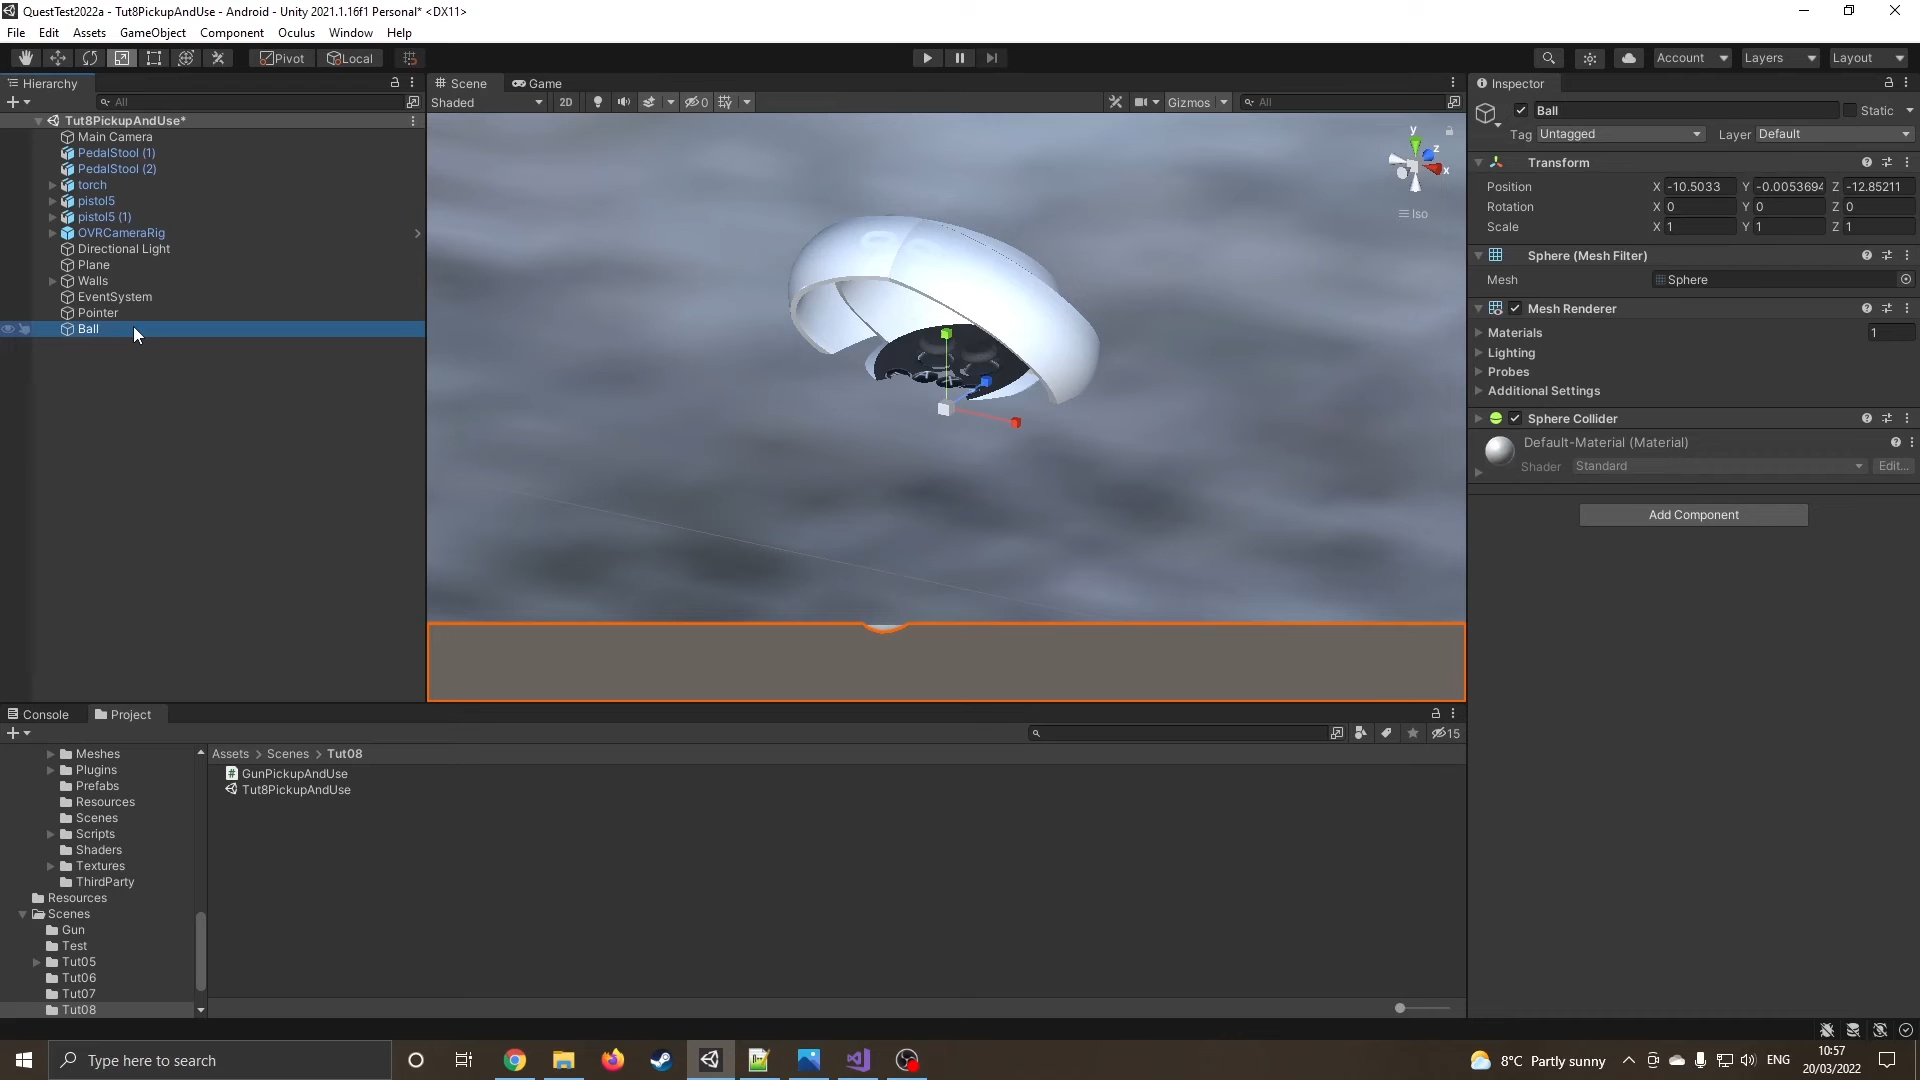 QuestTest2022a - Tut8PickupAndUse - Android - Unity 2021.1.16f1 Personal* <DX11>
File Edit Assets GameObject Component Oculus Window Help
Pivot Local Account Layers Layout
Hierarchy
All
Tut8PickupAndUse*
Main Camera
PedalStool (1)
PedalStool (2)
torch
pistol5
pistol5 (1)
OVRCameraRig
Directional Light
Plane
Walls
EventSystem
Pointer
Ball
Scene Game
Shaded 2D 0 Gizmos All
y
z
x
Iso
Inspector
Ball Static
Tag Untagged Layer Default
Transform
Position X -10.5033 Y -0.0053694 Z -12.85211
Rotation X 0 Y 0 Z 0
Scale X 1 Y 1 Z 1
Sphere (Mesh Filter)
Mesh Sphere
Mesh Renderer
Materials 1
Lighting
Probes
Additional Settings
Sphere Collider
Default-Material (Material)
Shader Standard Edit...
Add Component
Console Project
15
Meshes
Plugins
Prefabs
Resources
Scenes
Scripts
Shaders
Textures
ThirdParty
Resources
Scenes
Gun
Test
Tut05
Tut06
Tut07
Tut08
Assets > Scenes > Tut08
GunPickupAndUse
Tut8PickupAndUse
Type here to search
8°C Partly sunny
ENG
10:57
20/03/2022